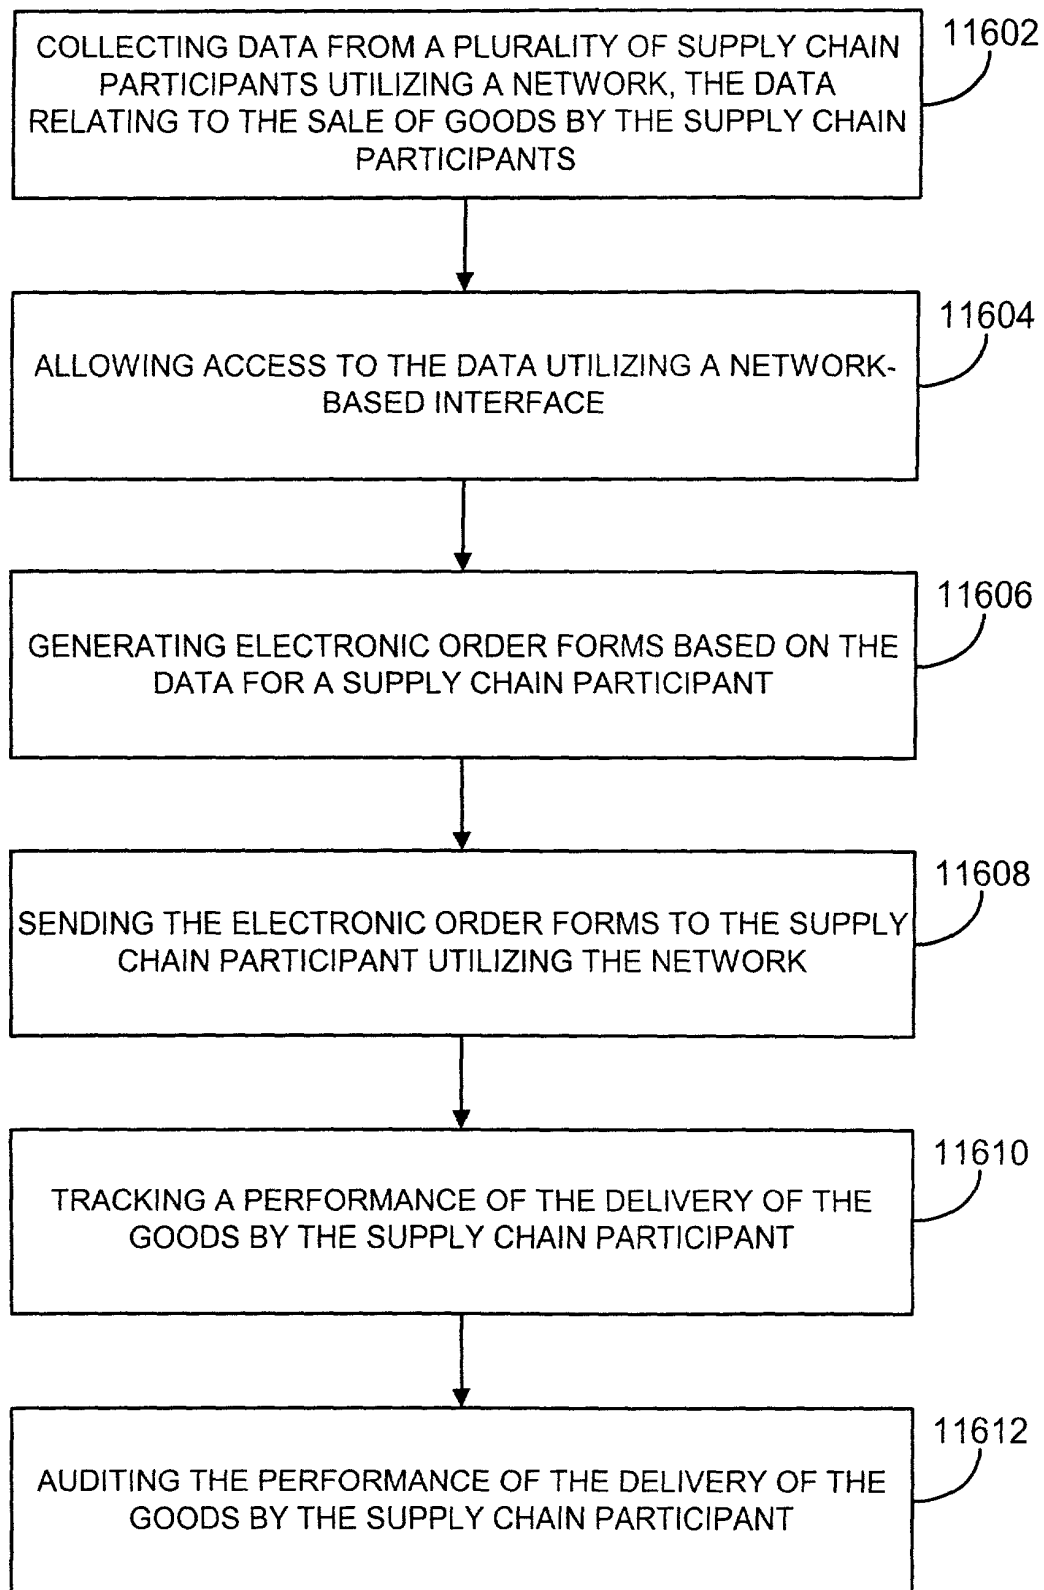 COLLECTING DATA FROM A PLURALITY OF SUPPLY CHAIN
PARTICIPANTS UTILIZING A NETWORK, THE DATA
RELATING TO THE SALE OF GOODS BY THE SUPPLY CHAIN
PARTICIPANTS
11602
ALLOWING ACCESS TO THE DATA UTILIZING A NETWORK-
BASED INTERFACE
11604
GENERATING ELECTRONIC ORDER FORMS BASED ON THE
DATA FOR A SUPPLY CHAIN PARTICIPANT
11606
SENDING THE ELECTRONIC ORDER FORMS TO THE SUPPLY
CHAIN PARTICIPANT UTILIZING THE NETWORK
11608
TRACKING A PERFORMANCE OF THE DELIVERY OF THE
GOODS BY THE SUPPLY CHAIN PARTICIPANT
11610
AUDITING THE PERFORMANCE OF THE DELIVERY OF THE
GOODS BY THE SUPPLY CHAIN PARTICIPANT
11612